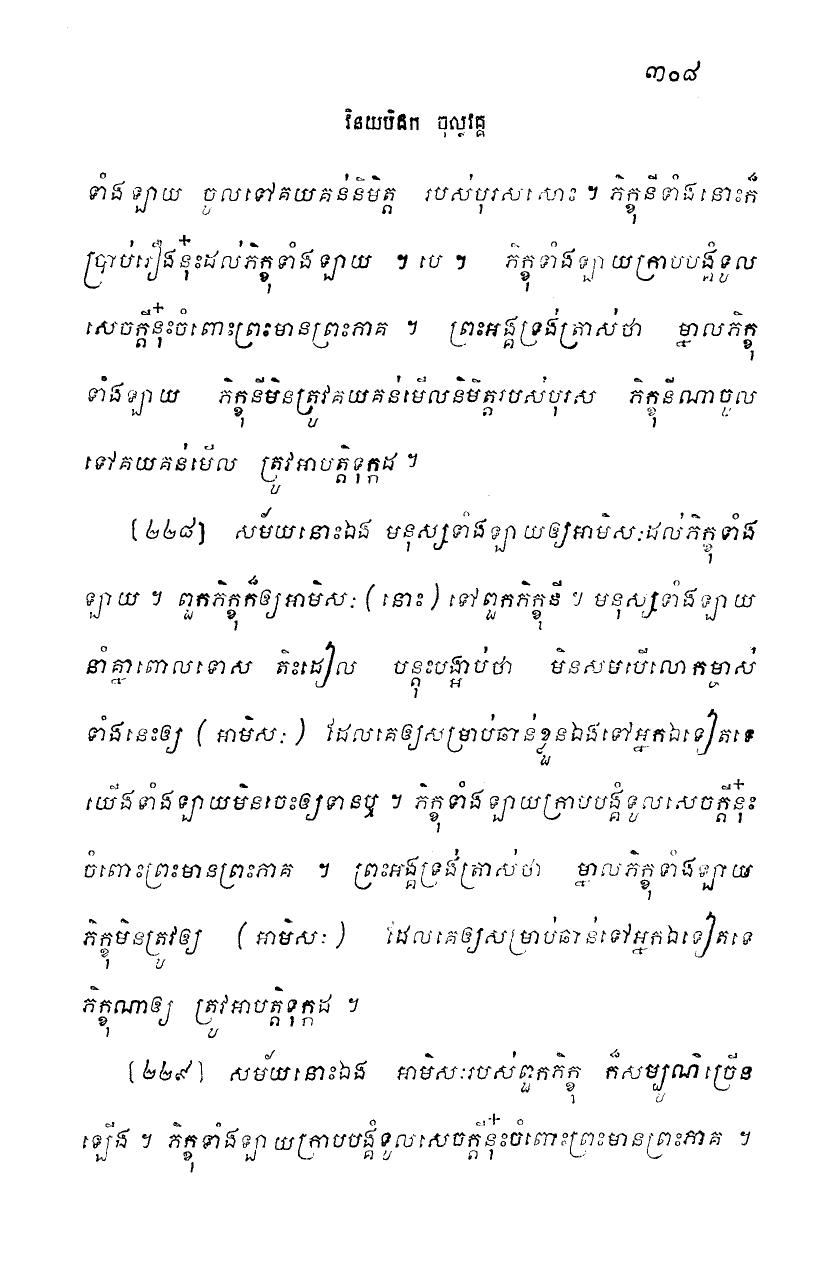 ៣០៨
វិនយបិដក ចុល្លវគ្គ
ទាំងឡាយ ចូលទៅគយគន់និមិត្ត របស់បុរសសោះ ។ ភិក្ខុនីទាំងនោះក៏
ប្រាប់រឿងនុ៎ះដល់ភិក្ខុទាំងឡាយ ។ បេ ។ ភិក្ខុទាំងឡាយក្រាបបង្គំទូល
សេចក្តីនុ៎ះចំពោះព្រះមានព្រះភាគ ។ ព្រះអង្គទ្រង់ត្រាស់ថា ម្នាលភិក្ខុ
ទាំងឡាយ ភិក្ខុនីមិនត្រូវគយគន់មើលនិមិត្តរបស់បុរស ភិក្ខុនីណាចូល
ទៅគយគន់មើល ត្រូវអាបត្តិទុក្កដ ។
[២២៨] សម័យនោះឯង មនុស្សទាំងឡាយឲ្យអាមិសៈដល់ភិក្ខុទាំង
ឡាយ ។ ពួកភិក្ខុក៏ឲ្យអាមិសៈ (នោះ) ទៅពួកភិក្ខុនី ។ មនុស្សទាំងឡាយ
នាំគ្នាពោលទោស តិះដៀល បន្តុះបង្អាប់ថា មិនសមបើលោកម្ចាស់
ទាំងនេះឲ្យ (អាមិសៈ) ដែលគេឲ្យសម្រាប់ឆាន់ខ្លួនឯងទៅអ្នកឯទៀតទេ
យើងទាំងឡាយមិនចេះឲ្យទានឬ ។ ភិក្ខុទាំងឡាយក្រាបបង្គំទូលសេចក្តីនុ៎ះ
ចំពោះព្រះមានព្រះភាគ ។ ព្រះអង្គទ្រង់ត្រាស់ថា ម្នាលភិក្ខុទាំងឡាយ
ភិក្ខុមិនត្រូវឲ្យ (អាមិសៈ) ដែលគេឲ្យសម្រាប់ឆាន់ទៅអ្នកឯទៀតទេ
ភិក្ខុណាឲ្យ ត្រូវអាបត្តិទុក្កដ ។
[២២៩] សម័យនោះឯង អាមិសៈរបស់ពួកភិក្ខុ ក៏សម្បូណ៌ច្រើន
ឡើង ។ ភិក្ខុទាំងឡាយក្រាបបង្គំទូលសេចក្តីនុ៎ះចំពោះព្រះមានព្រះភាគ ។